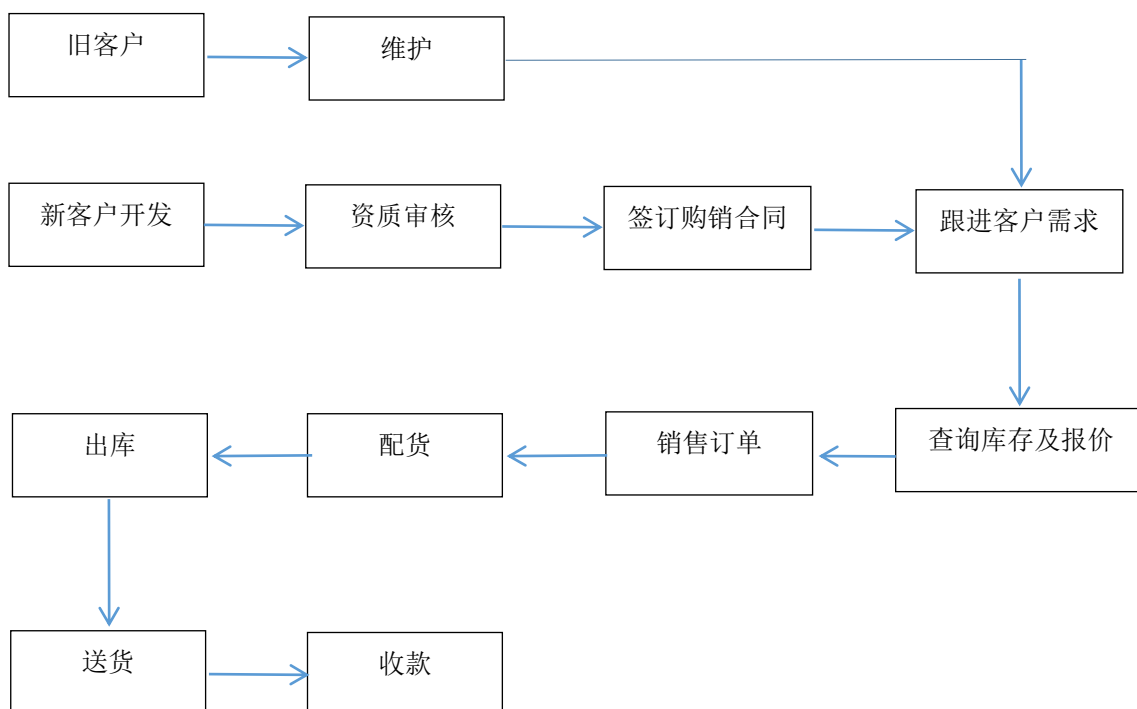 旧客户
维护
新客户开发
资质审核
签订购销合同
跟进客户需求
出库
配货
销售订单
查询库存及报价
送货
收款